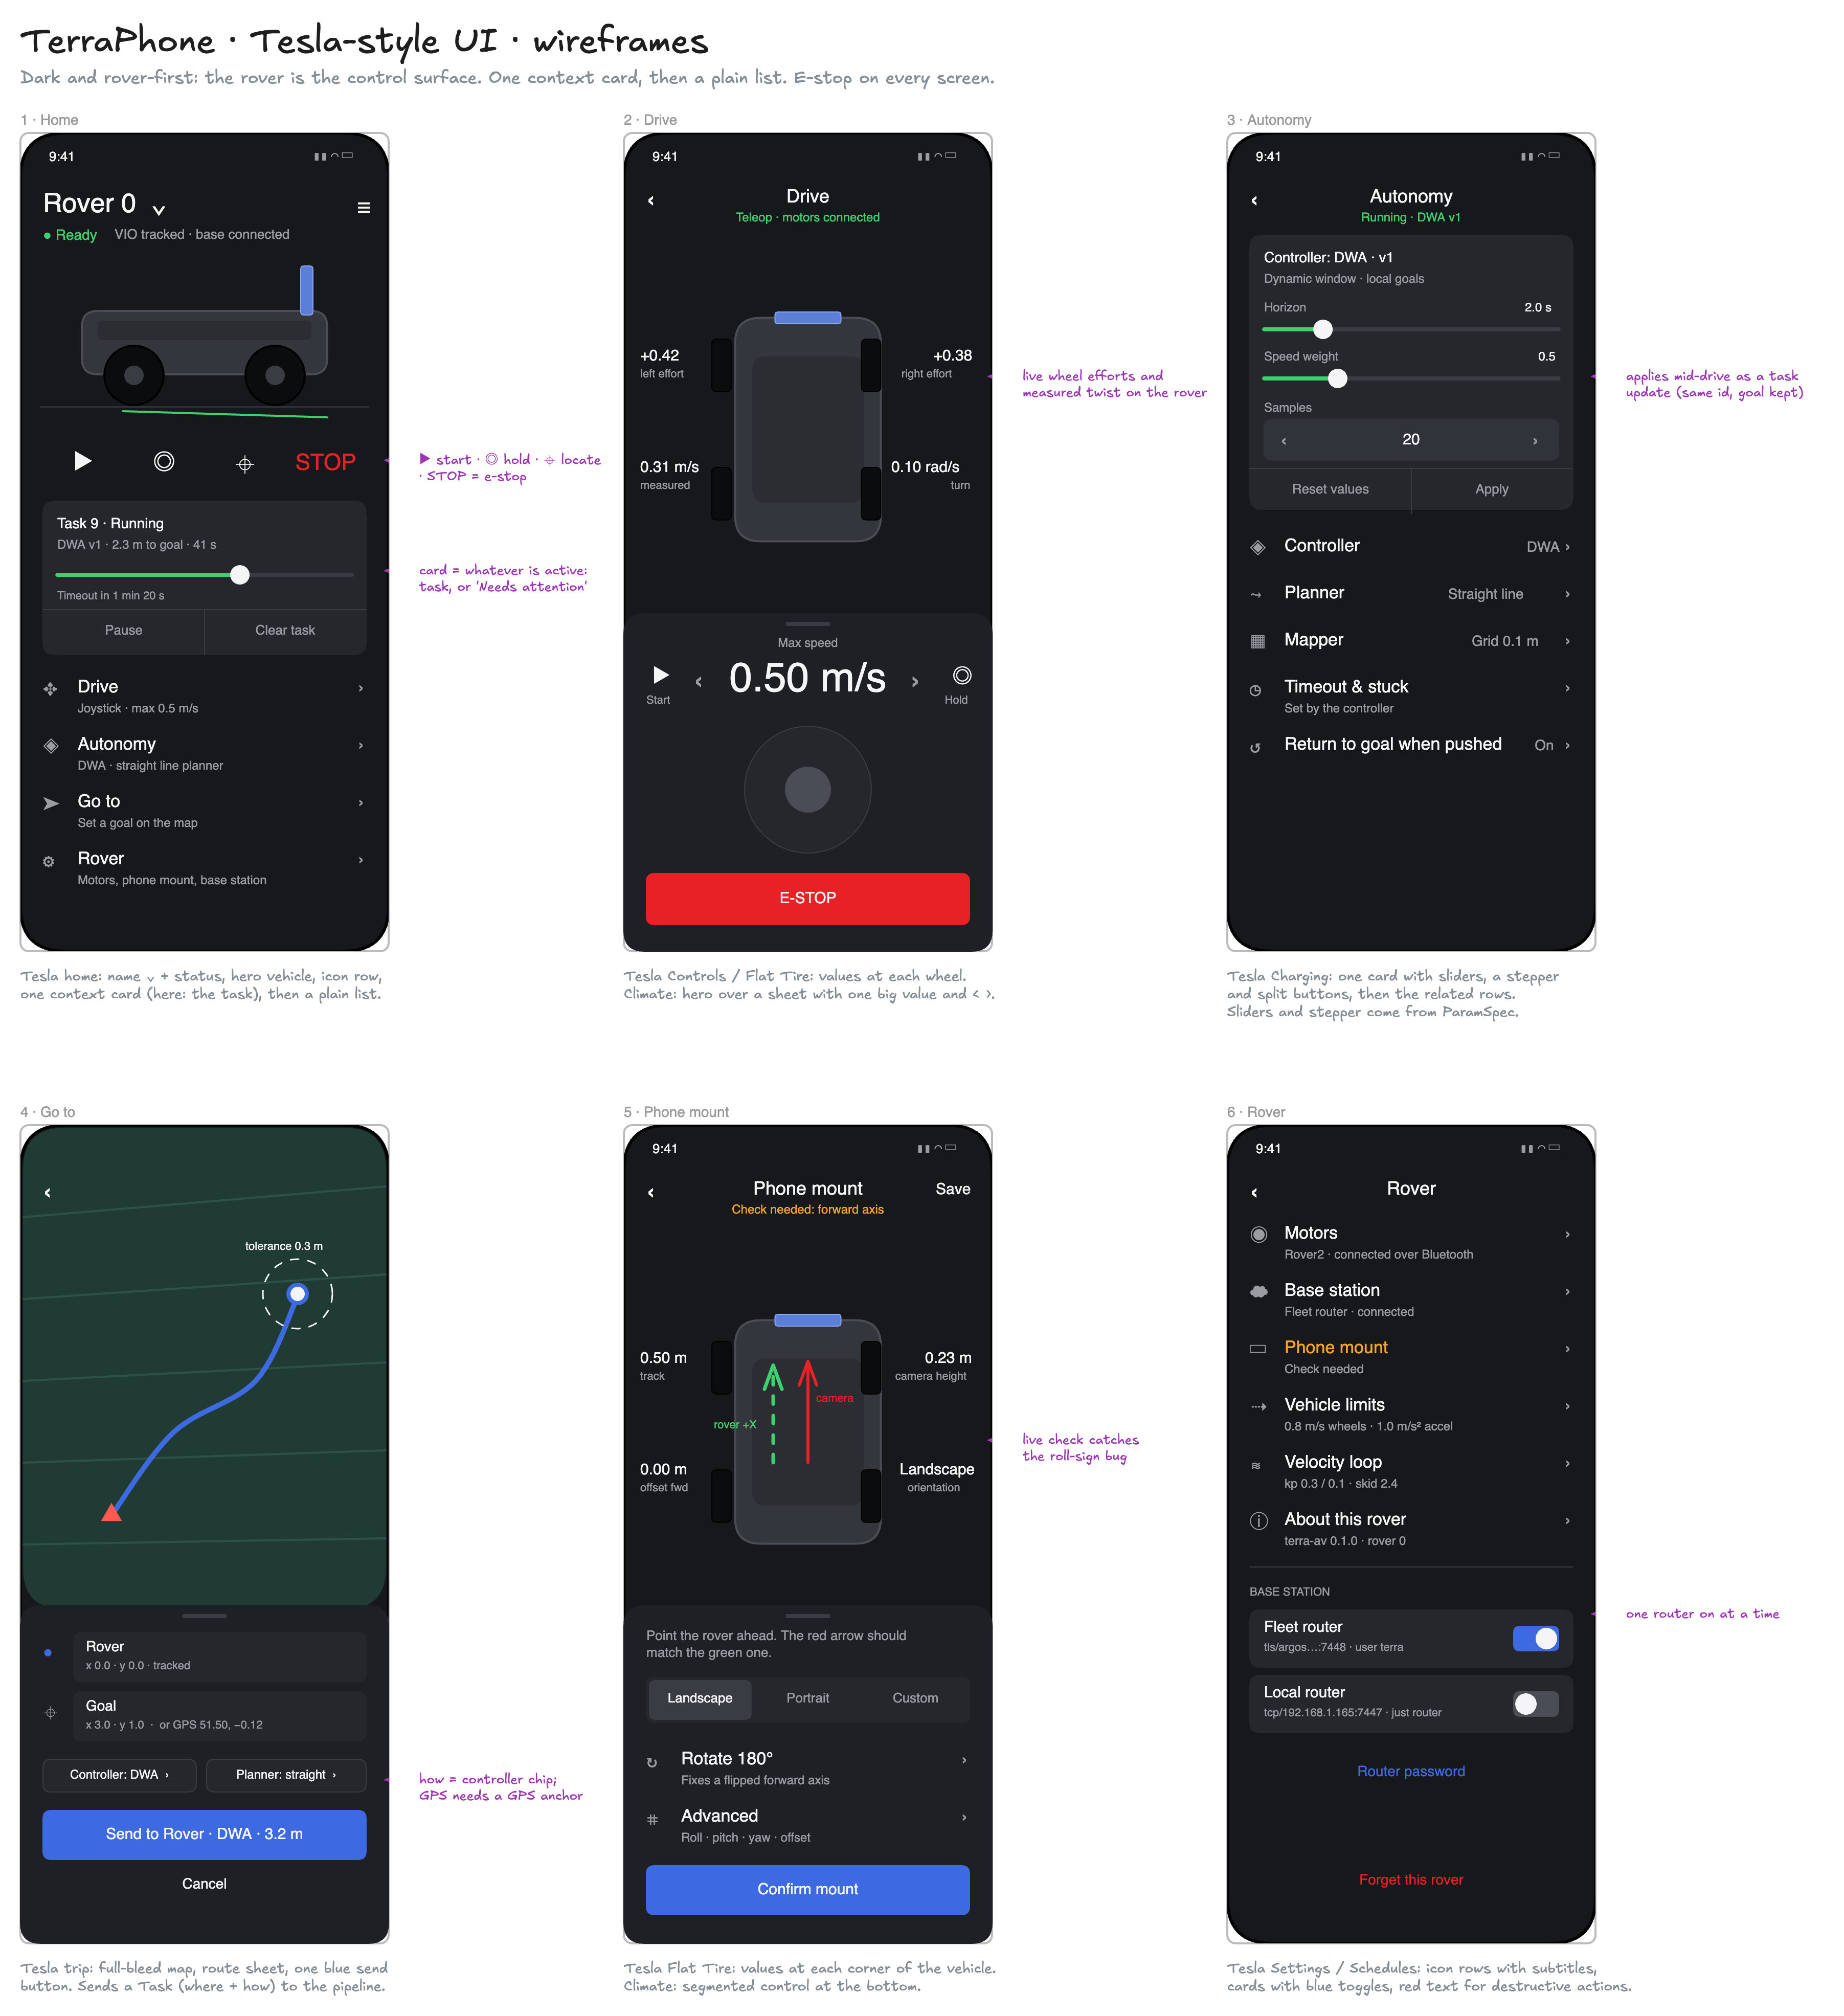 TerraPhone · Tesla-style UI · wireframes
Dark and rover-first: the rover is the control surface. One context card, then a plain list. E-stop on every screen.
1 · Home
9:41
Rover 0
Ready VIO tracked · base connected
STOP
start · ◎ hold · ⌖ locate
· STOP = e-stop
Task 9 · Running
DWA v1 · 2.3 m to goal · 41 s
Timeout in 1 min 20 s
Pause
Clear task
card = whatever is active:
task, or 'Needs attention'
Drive
Joystick · max 0.5 m/s
Autonomy
DWA · straight line planner
Go to
Set a goal on the map
Rover
Motors, phone mount, base station
Tesla home: name ⌄ + status, hero vehicle, icon row,
one context card (here: the task), then a plain list.
2 · Drive
9:41
Drive
Teleop · motors connected
+0.42
left effort
+0.38
right effort
0.31 m/s
measured
0.10 rad/s
turn
live wheel efforts and
measured twist on the rover
Max speed
0.50 m/s
Start
Hold
E-STOP
Tesla Controls / Flat Tire: values at each wheel.
Climate: hero over a sheet with one big value and < >.
3 · Autonomy
9:41
Autonomy
Running · DWA v1
Controller: DWA · v1
Dynamic window · local goals
Horizon 2.0 s
Speed weight 0.5
Samples
‹ 20 ›
Reset values
Apply
applies mid-drive as a task
update (same id, goal kept)
Controller DWA ›
Planner Straight line ›
Mapper Grid 0.1 m ›
Timeout & stuck
Set by the controller
Return to goal when pushed On ›
Tesla Charging: one card with sliders, a stepper
and split buttons, then the related rows.
Sliders and stepper come from ParamSpec.
4 · Go to
tolerance 0.3 m
Rover
x 0.0 · y 0.0 · tracked
Goal
x 3.0 · y 1.0 · or GPS 51.50, −0.12
Controller: DWA ›
Planner: straight ›
how = controller chip;
GPS needs a GPS anchor
Send to Rover · DWA · 3.2 m
Cancel
Tesla trip: full-bleed map, route sheet, one blue send
button. Sends a Task (where + how) to the pipeline.
5 · Phone mount
9:41
Phone mount
Save
Check needed: forward axis
0.50 m
track
0.23 m
camera height
camera
rover +X
0.00 m
offset fwd
Landscape
orientation
live check catches
the roll-sign bug
Point the rover ahead. The red arrow should
match the green one.
Landscape
Portrait
Custom
Rotate 180°
Fixes a flipped forward axis
Advanced
Roll · pitch · yaw · offset
Confirm mount
Tesla Flat Tire: values at each corner of the vehicle.
Climate: segmented control at the bottom.
6 · Rover
9:41
Rover
Motors
Rover2 · connected over Bluetooth
Base station
Fleet router · connected
Phone mount
Check needed
Vehicle limits
0.8 m/s wheels · 1.0 m/s² accel
Velocity loop
kp 0.3 / 0.1 · skid 2.4
About this rover
terra-av 0.1.0 · rover 0
BASE STATION
Fleet router
tls/argos…:7448 · user terra
Local router
tcp/192.168.1.165:7447 · just router
one router on at a time
Router password
Forget this rover
Tesla Settings / Schedules: icon rows with subtitles,
cards with blue toggles, red text for destructive actions.